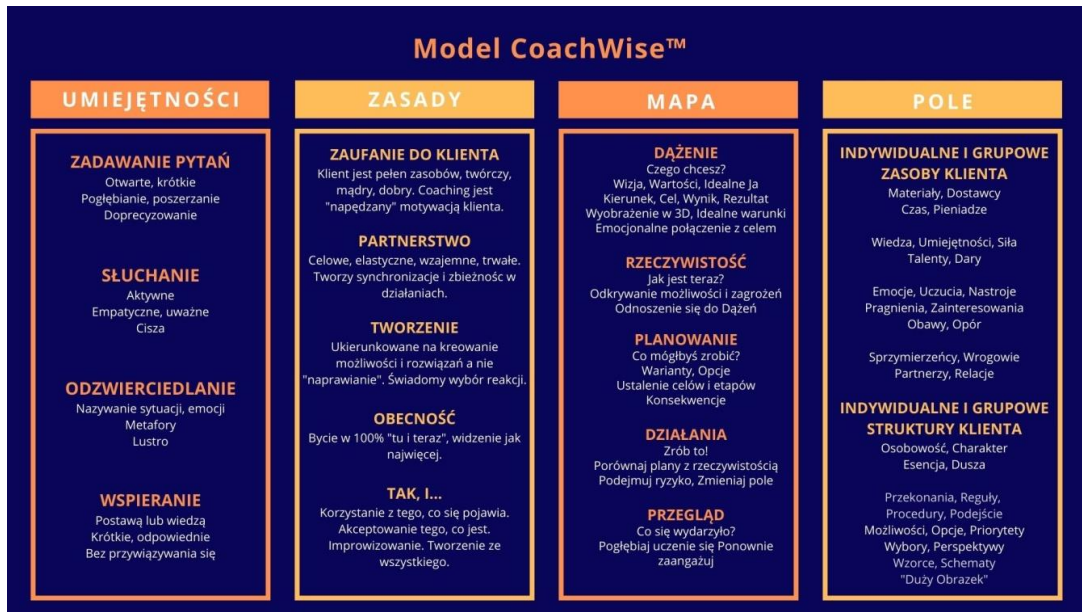 Model CoachWise™
UMIEJĘTNOŚCI
ZADAWANIE PYTAŃ
Otwarte, krótkie
Pogłębianie, poszerzanie
Doprecyzowanie
SŁUCHANIE
Aktywne
Empatyczne, uważne
Cisza
ODZWIERCIEDLANIE
Nazywanie sytuacji, emocji
Metafory
Lustro
WSPIERANIE
Postawą lub wiedzą
Krótkie, odpowiednie
Bez przywiązywania się
ZASADY
ZAUFANIE DO KLIENTA
Klient jest pełen zasobów, twórczy,
mądry, dobry. Coaching jest
"napędzany" motywacją klienta.
PARTNERSTWO
Celowe, elastyczne, wzajemne, trwałe.
Tworzy synchronizacje i zbieżnośc w
działaniach.
TWORZENIE
Ukierunkowane na kreowanie
możliwości i rozwiązań a nie
"naprawianie". Świadomy wybór reakcji.
OBECNOŚĆ
Bycie w 100% "tu i teraz", widzenie jak
najwięcej.
TAK, I...
Korzystanie z tego, co się pojawia.
Akceptowanie tego, co jest.
Improwizowanie. Tworzenie ze
wszystkiego.
MAPA
DĄŻENIE
Czego chcesz?
Wizja, Wartości, Idealne Ja
Kierunek, Cel, Wynik, Rezultat
Wyobrażenie w 3D, Idealne warunki
Emocjonalne połączenie z celem
RZECZYWISTOŚĆ
Jak jest teraz?
Odkrywanie możliwości i zagrożeń
Odnoszenie się do Dążeń
PLANOWANIE
Co mógłbyś zrobić?
Warianty, Opcje
Ustalenie celów i etapów
Konsekwencje
DZIAŁANIA
Zrób to!
Porównaj plany z rzeczywistością
Podejmuj ryzyko, Zmieniaj pole
PRZEGLĄD
Co się wydarzyło?
Pogłębiaj uczenie się Ponownie
zaangażuj
POLE
INDYWIDUALNE I GRUPOWE
ZASOBY KLIENTA
Materiały, Dostawcy
Czas, Pieniadze
Wiedza, Umiejętności, Siła
Talenty, Dary
Emocje, Uczucia, Nastroje
Pragnienia, Zainteresowania
Obawy, Opór
Sprzymierzeńcy, Wrogowie
Partnerzy, Relacje
INDYWIDUALNE I GRUPOWE
STRUKTURY KLIENTA
Osobowość, Charakter
Esencja, Dusza
Przekonania, Reguły,
Procedury, Podejście
Możliwości, Opcje, Priorytety
Wybory, Perspektywy
Wzorce, Schematy
"Duży Obrazek"